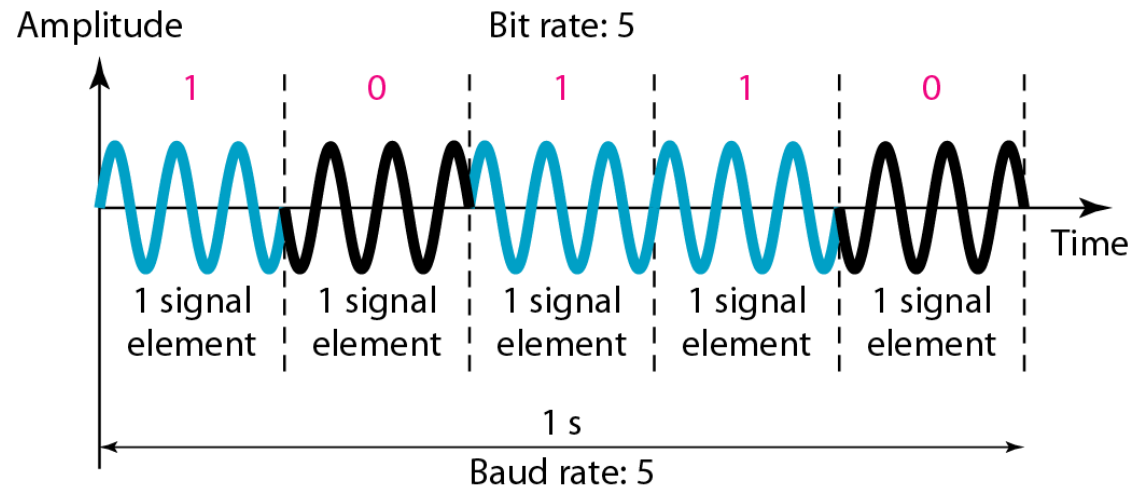 Amplitude
Bit rate: 5
1 0 1 1 0
Time
1 signal element
1 signal element
1 signal element
1 signal element
1 signal element
1 s
Baud rate: 5